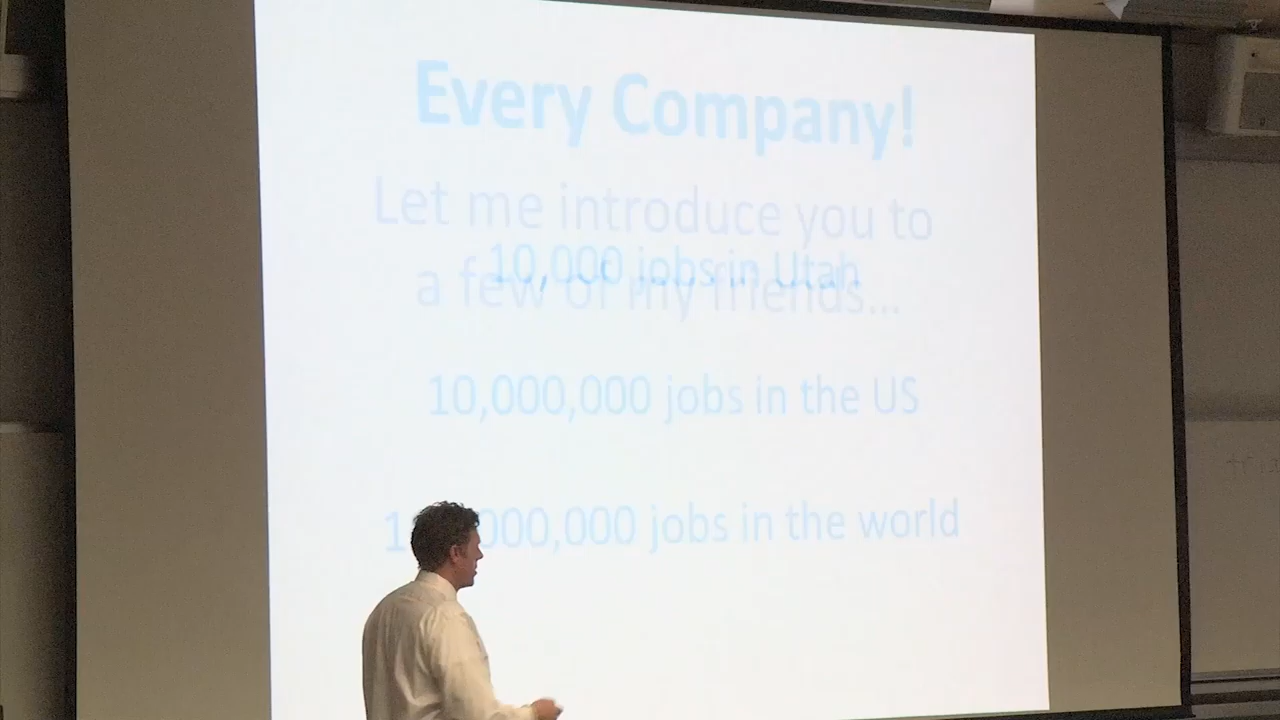 Every Company!
Let me introduce you to
10,000 jobs in Utah
a few of my friends...
10,000,000 jobs in the US
000,000 jobs in the world